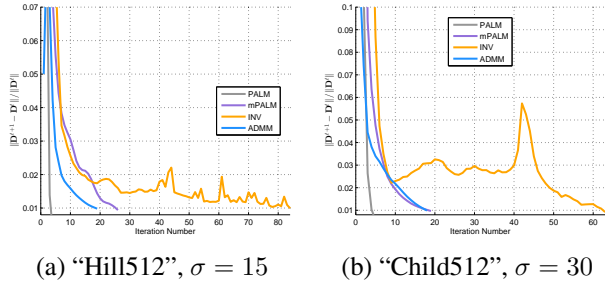 0.07
0.05
0.04
0.03
0.02
0.01
0
10
20
30
40
50
60
70
80
||D^{t+1} − D^t|| / ||D^t||
Iteration Number
PALM
mPALM
INV
ADMM
(a) “Hill512”, σ = 15
0.1
0.09
0.08
0.07
0.06
0.05
0.04
0.03
0.02
0.01
0
10
20
30
40
50
60
||D^{t+1} − D^t|| / ||D^t||
Iteration Number
PALM
mPALM
INV
ADMM
(b) “Child512”, σ = 30